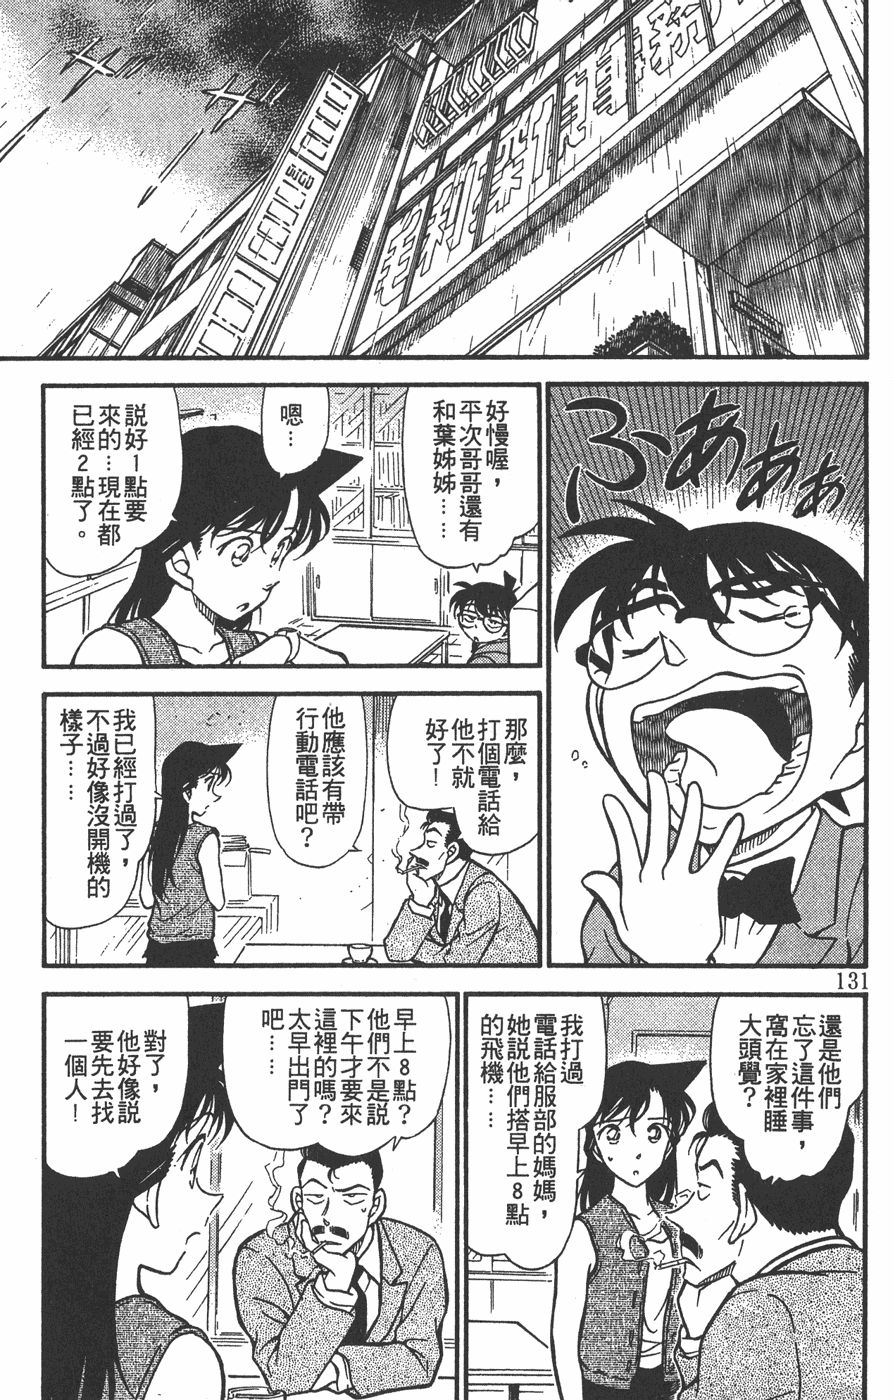 毛利偵探事務所
ふあぁぁ
好慢喔，
平次哥哥還有
和葉姊姊……
嗯…
説好1點要
來的…現在都
已經2點了。
那麼，
打個電話給
他不就
好了！
他應該有帶
行動電話吧？
我已經打過了，
不過好像沒開機的
樣子……
131
還是他們
忘了這件事，
窩在家裡睡
大頭覺？
我打過
電話給服部的媽媽，
她説他們搭早上8點
的飛機……
早上8點？
他們不是説
下午才要來
這裡的嗎？
太早出門了
吧……
對了，
他好像説
要先去找
一個人！